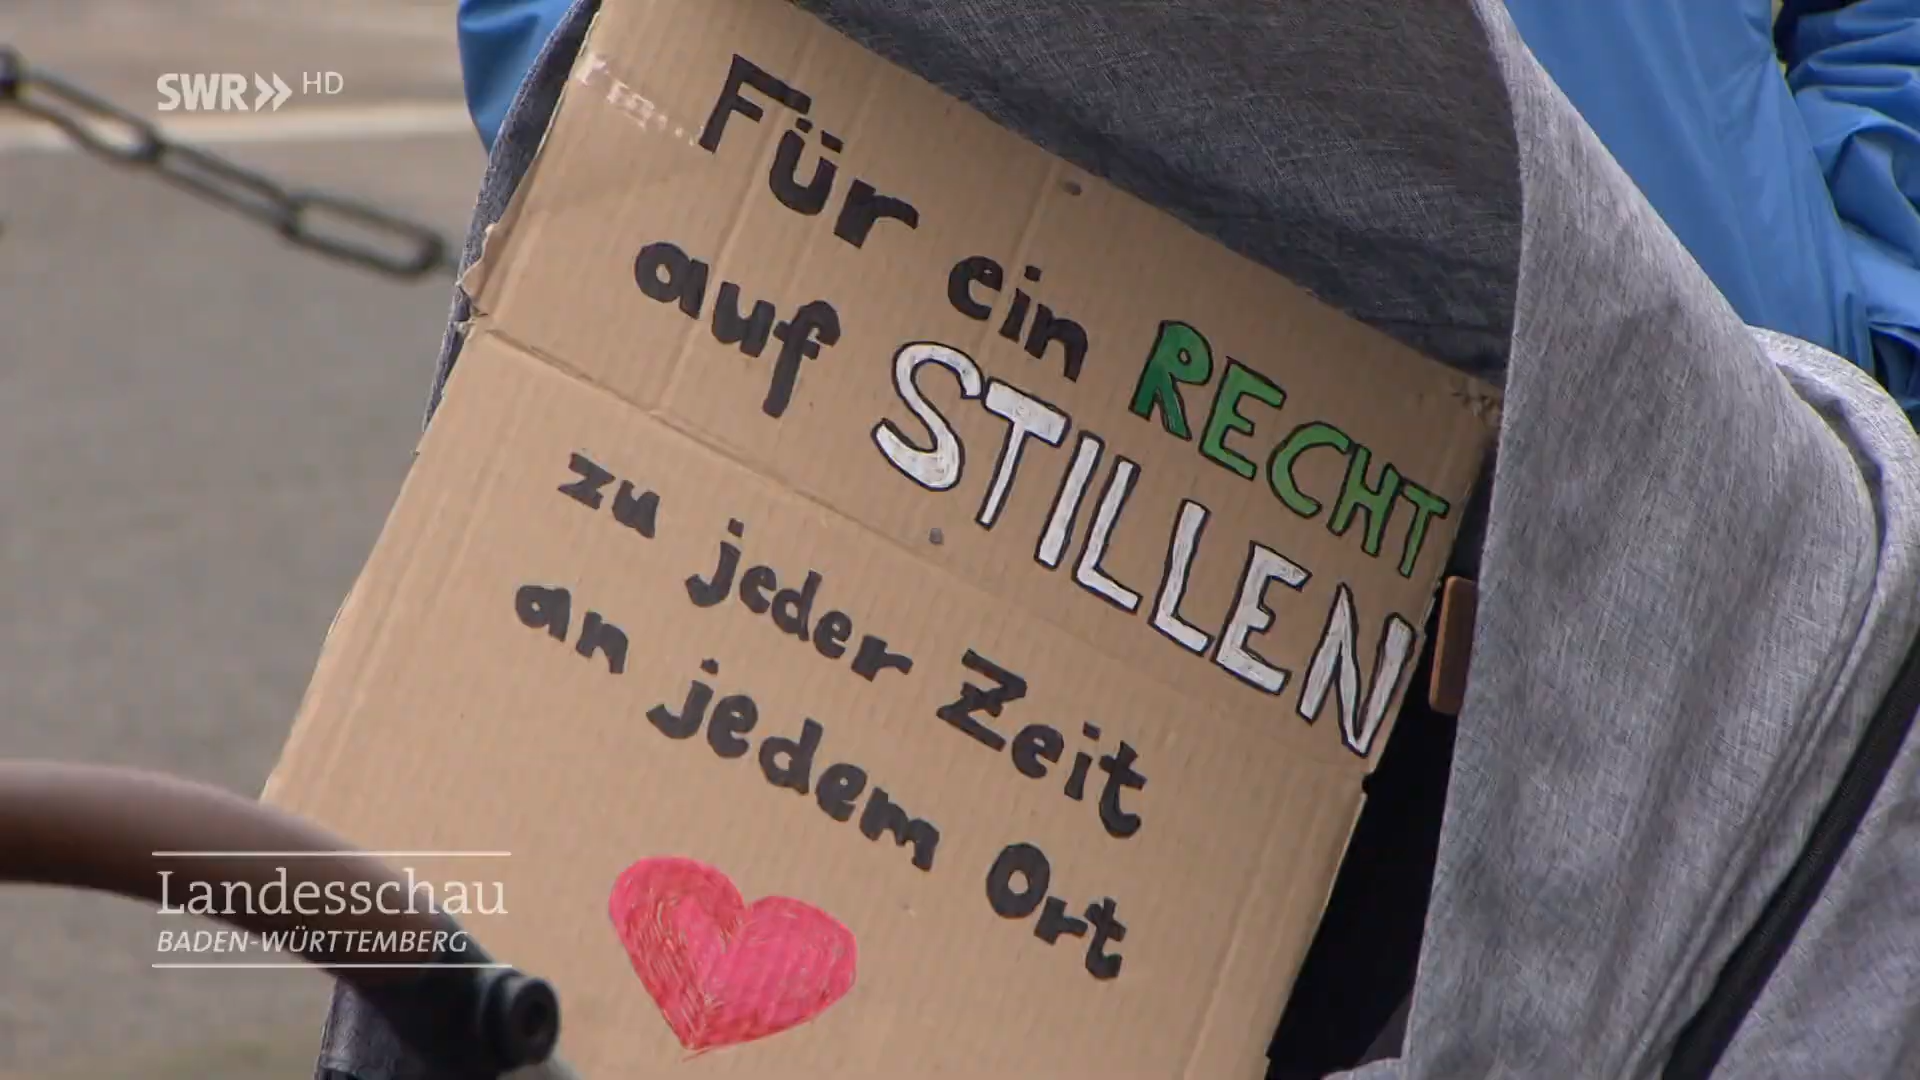 SWR» HD
Für ein RECHT
auf STILLEN
zu jeder Zeit
an jedem Ort
Landesschau
BADEN-WÜRTTEMBERG